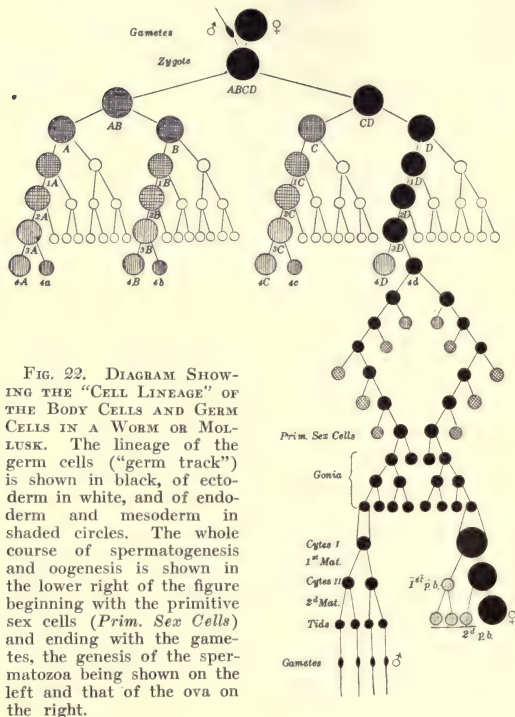 Gametes ♂ ♀
Zygote
ABCD
AB CD
A B C D
1A 1B 1C 1D
2A 2B 2C 2D
3A 3B 3C 3D
4A 4a 4B 4b 4C 4c 4D 4d
FIG. 22. DIAGRAM SHOW-
ING THE "CELL LINEAGE" OF
THE BODY CELLS AND GERM
CELLS IN A WORM OR MOL-
LUSK. The lineage of the
germ cells ("germ track")
is shown in black, of ecto-
derm in white, and of endo-
derm and mesoderm in
shaded circles. The whole
course of spermatogenesis
and oogenesis is shown in
the lower right of the figure
beginning with the primitive
sex cells (Prim. Sex Cells)
and ending with the game-
tes, the genesis of the sper-
matozoa being shown on the
left and that of the ova on
the right.
Prim. Sex Cells
Gonia
Cytes I
1st Mat.
1st p.b.
Cytes II
2d Mat.
Tids
2d p.b.
♀
Gametes ♂